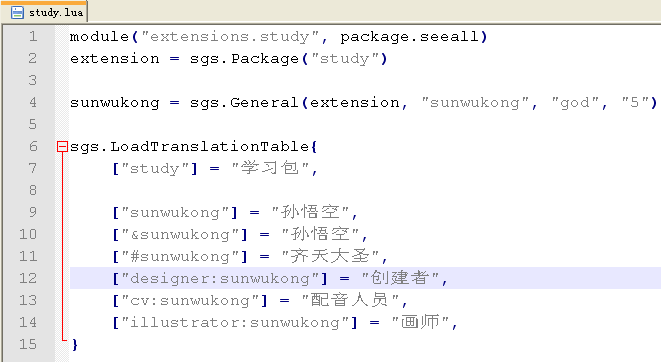 study.lua
1 module("extensions.study", package.seeall)
2 extension = sgs.Package("study")
3
4 sunwukong = sgs.General(extension, "sunwukong", "god", "5")
5
6 sgs.LoadTranslationTable{
7 ["study"] = "学习包",
8
9 ["sunwukong"] = "孙悟空",
10 ["&sunwukong"] = "孙悟空",
11 ["#sunwukong"] = "齐天大圣",
12 ["designer:sunwukong"] = "创建者",
13 ["cv:sunwukong"] = "配音人员",
14 ["illustrator:sunwukong"] = "画师",
15 }